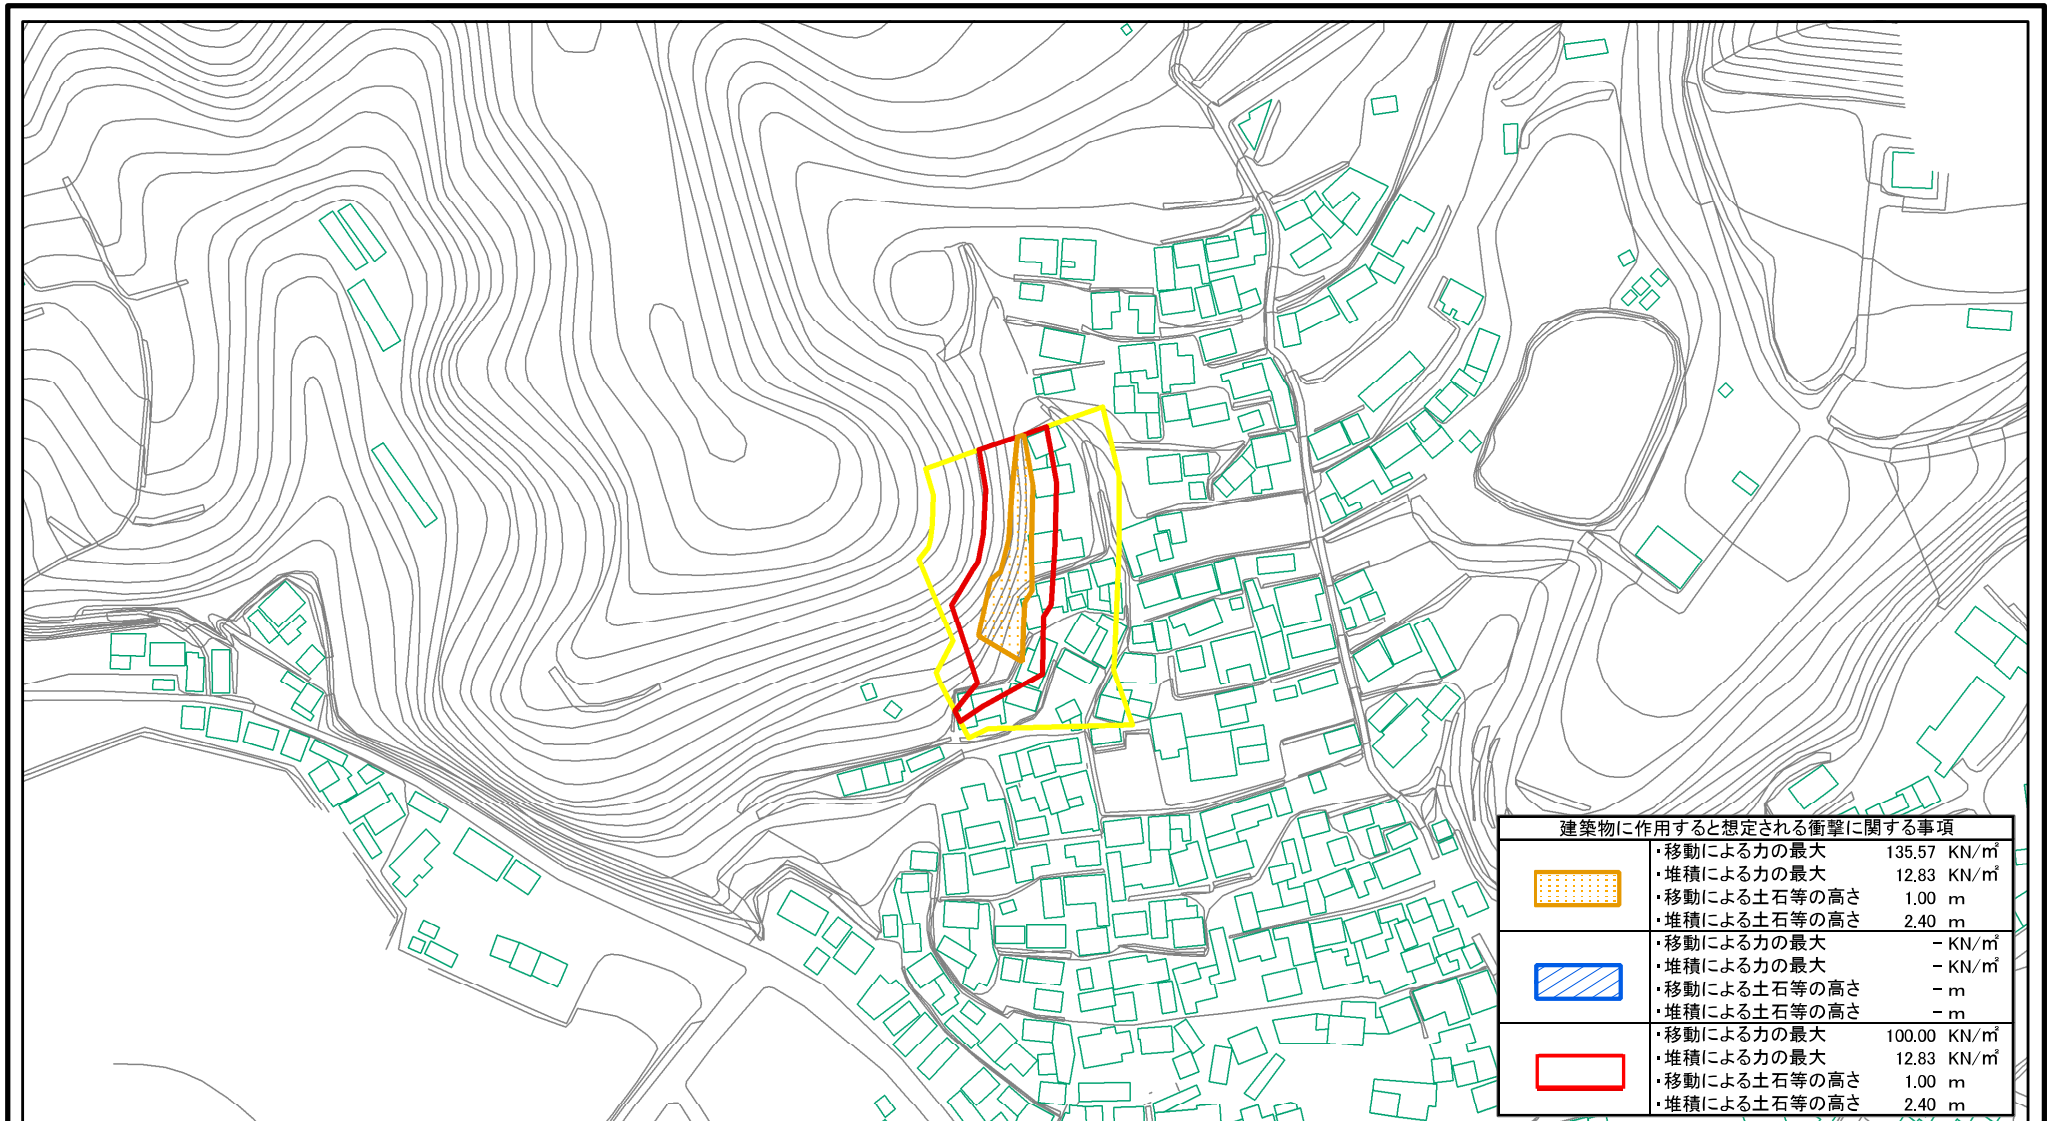 建築物に作用すると想定される衝撃に関する事項
・移動による力の最大 135.57 KN/㎡
・堆積による力の最大 12.83 KN/㎡
・移動による土石等の高さ 1.00 m
・堆積による土石等の高さ 2.40 m
・移動による力の最大 - KN/㎡
・堆積による力の最大 - KN/㎡
・移動による土石等の高さ - m
・堆積による土石等の高さ - m
・移動による力の最大 100.00 KN/㎡
・堆積による力の最大 12.83 KN/㎡
・移動による土石等の高さ 1.00 m
・堆積による土石等の高さ 2.40 m